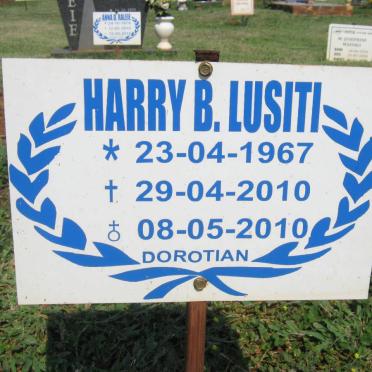 HARRY B. LUSITI
* 23-04-1967
† 29-04-2010
♁ 08-05-2010
DOROTIAN